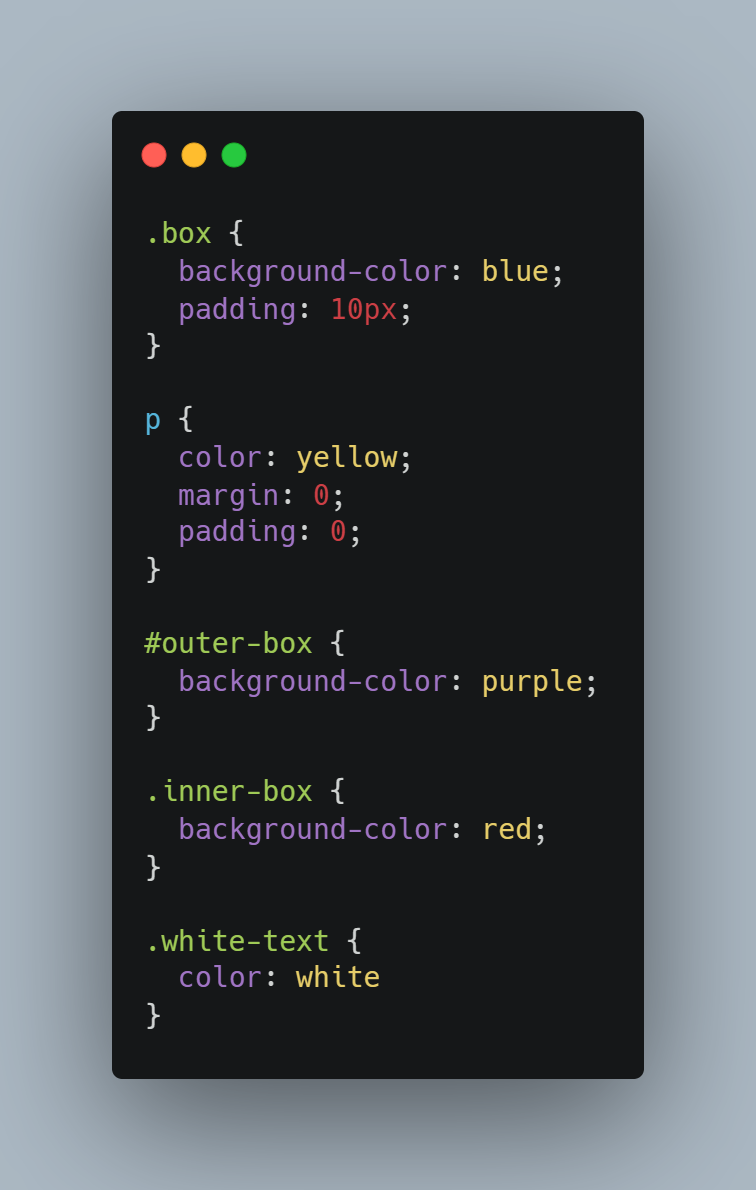 .box {
  background-color: blue;
  padding: 10px;
}

p {
  color: yellow;
  margin: 0;
  padding: 0;
}

#outer-box {
  background-color: purple;
}

.inner-box {
  background-color: red;
}

.white-text {
  color: white
}